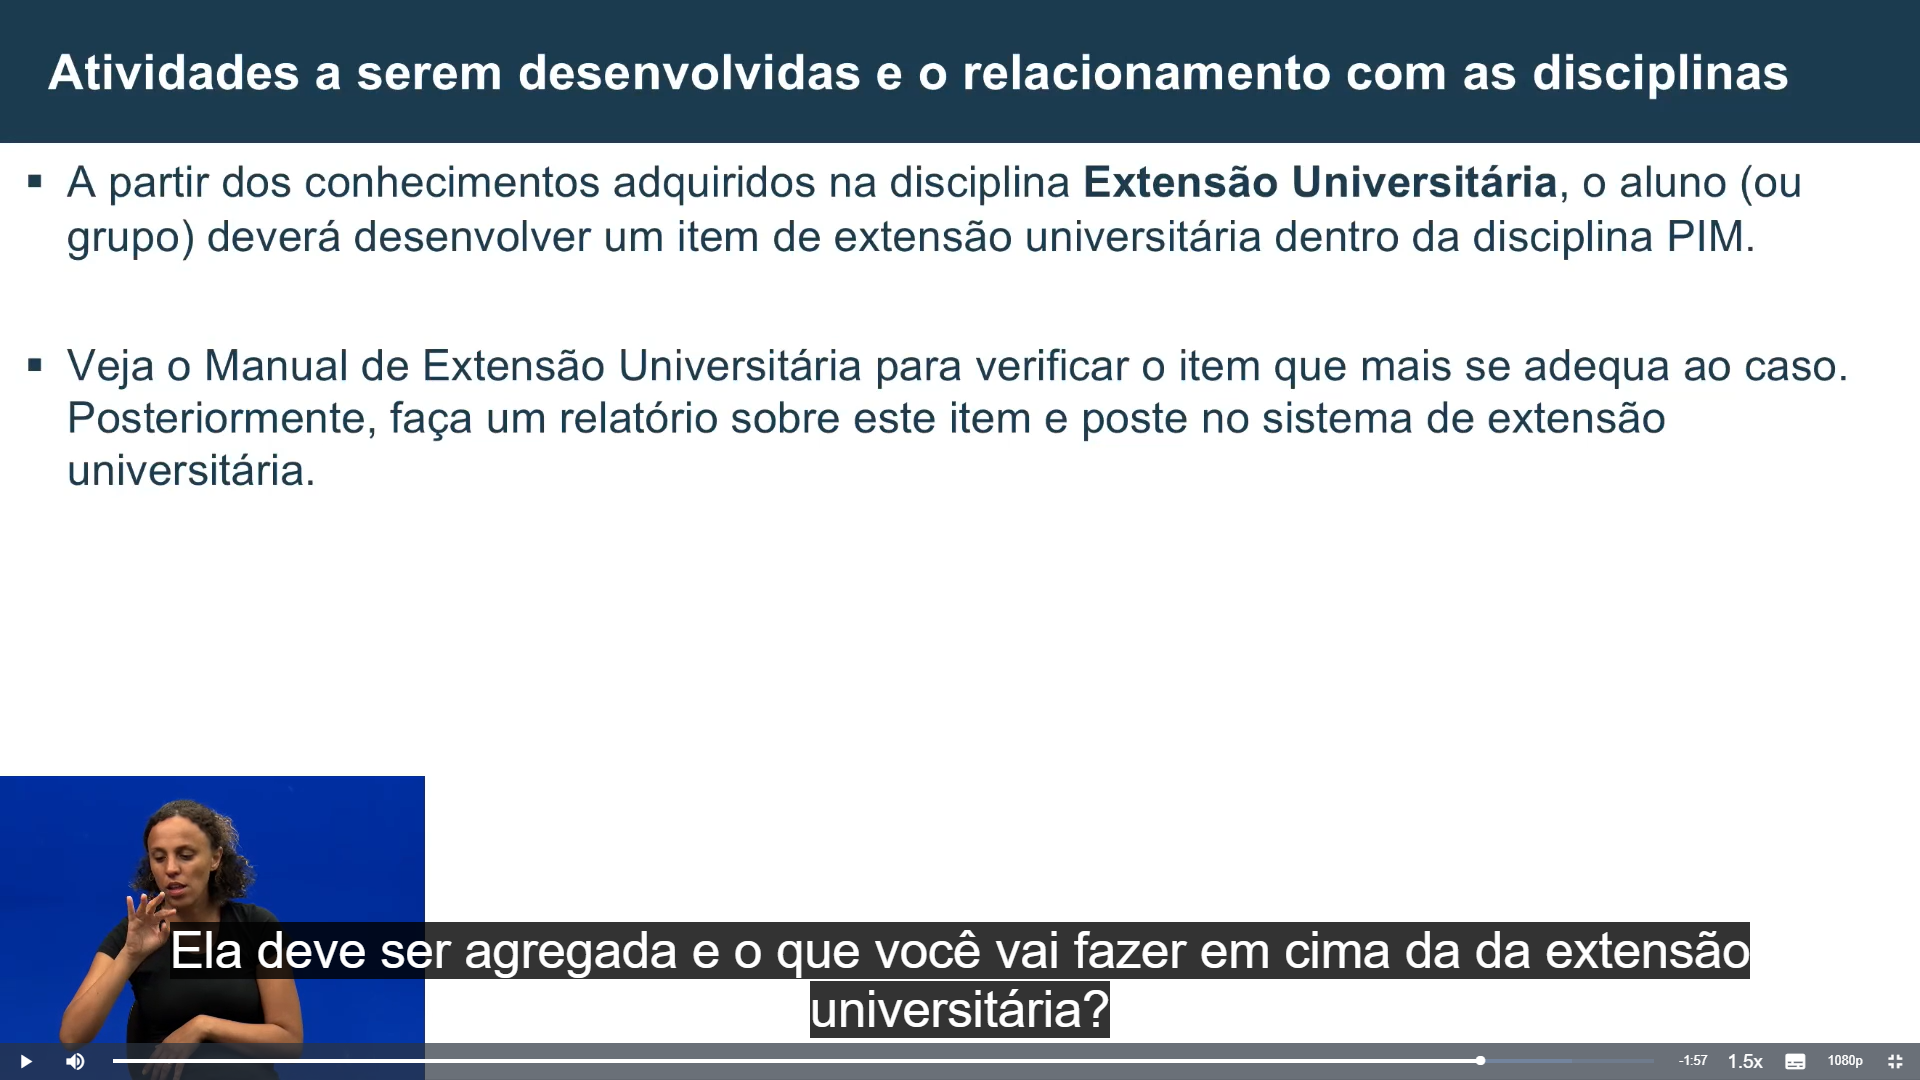 Atividades a serem desenvolvidas e o relacionamento com as disciplinas
▪ A partir dos conhecimentos adquiridos na disciplina Extensão Universitária, o aluno (ou
grupo) deverá desenvolver um item de extensão universitária dentro da disciplina PIM.
▪ Veja o Manual de Extensão Universitária para verificar o item que mais se adequa ao caso.
Posteriormente, faça um relatório sobre este item e poste no sistema de extensão
universitária.
Ela deve ser agregada e o que você vai fazer em cima da da extensão
universitária?
-1:57 1.5x 1080p